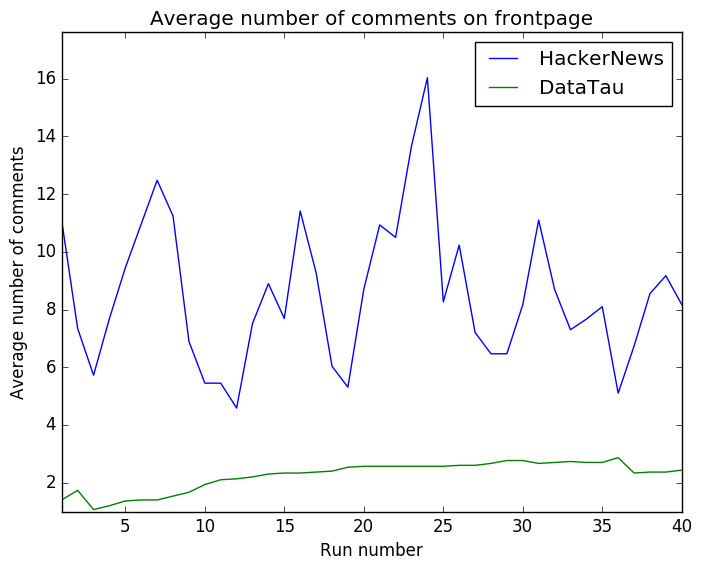 Average number of comments on frontpage
HackerNews
DataTau
16
14
12
10
8
6
4
2
Average number of comments
5 10 15 20 25 30 35 40
Run number